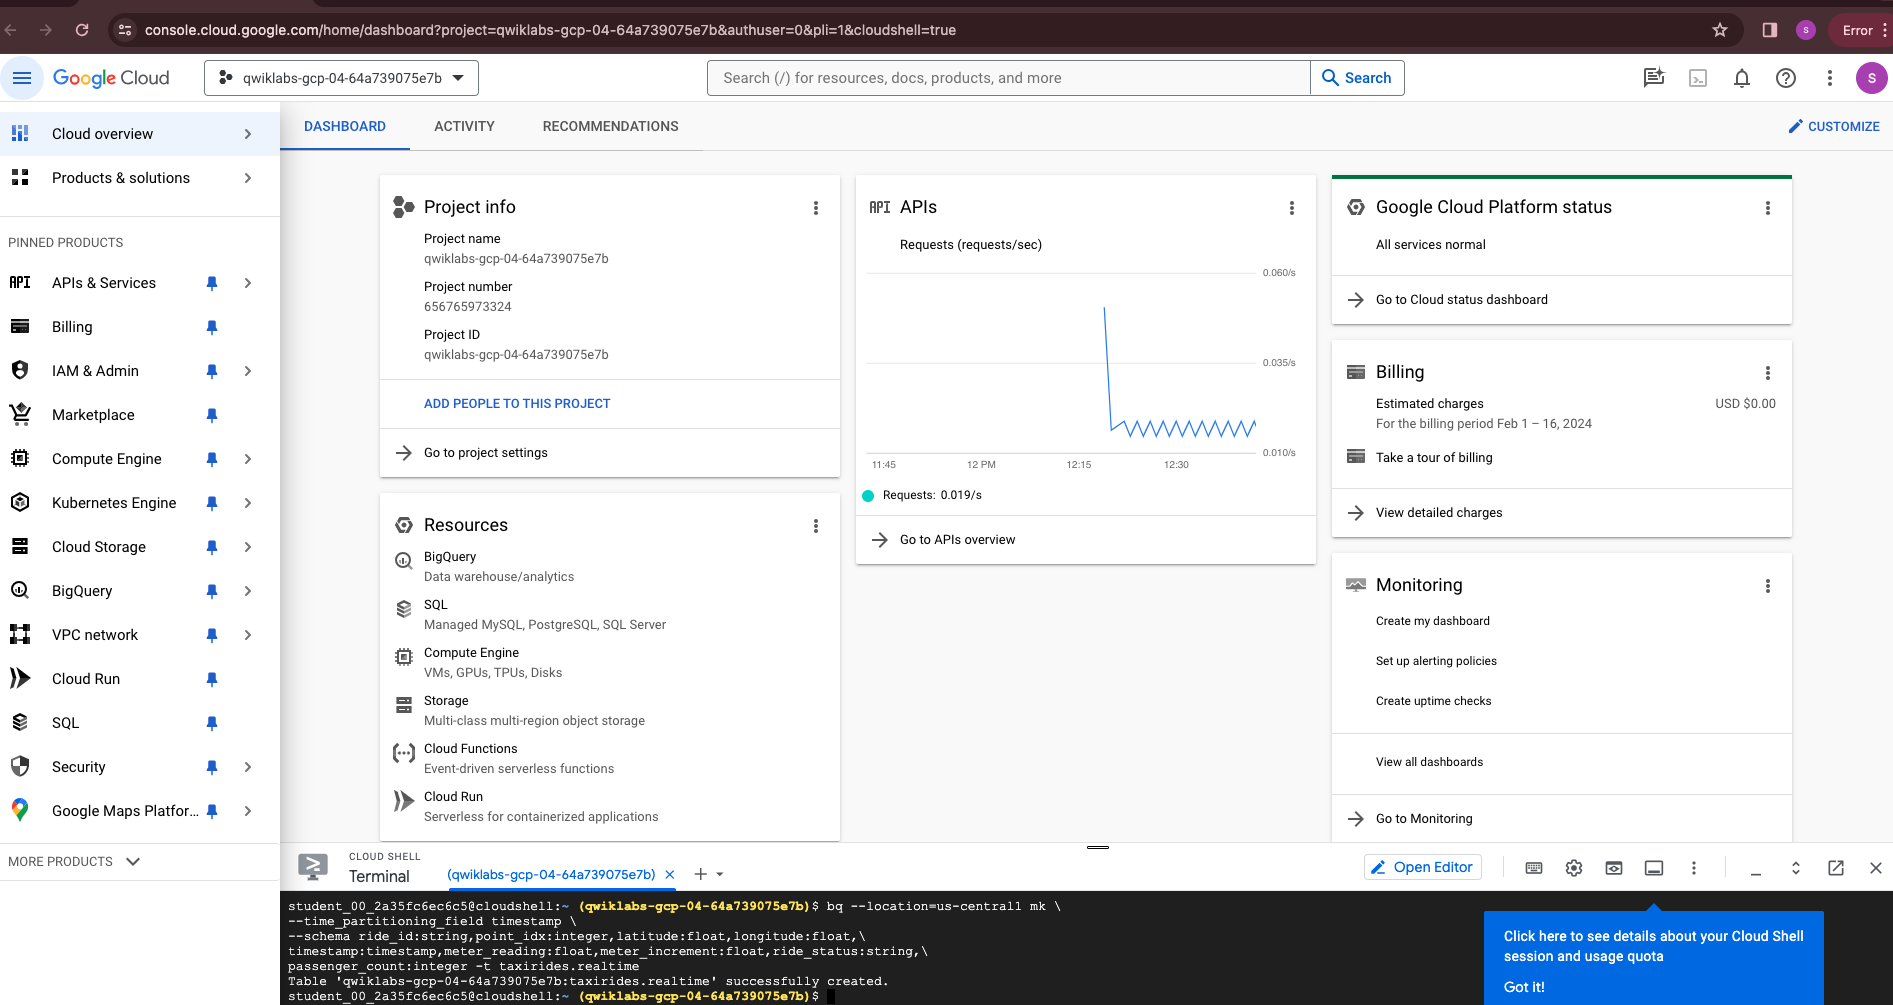 console.cloud.google.com/home/dashboard?project=qwiklabs-gcp-04-64a739075e7b&authuser=0&pli=1&cloudshell=true
S
Error
Google Cloud
qwiklabs-gcp-04-64a739075e7b
Search (/) for resources, docs, products, and more
Search
S
Cloud overview
Products & solutions
PINNED PRODUCTS
API APIs & Services
Billing
IAM & Admin
Marketplace
Compute Engine
Kubernetes Engine
Cloud Storage
BigQuery
VPC network
Cloud Run
SQL
Security
Google Maps Platfor...
MORE PRODUCTS
DASHBOARD
ACTIVITY
RECOMMENDATIONS
CUSTOMIZE
Project info
Project name
qwiklabs-gcp-04-64a739075e7b
Project number
656765973324
Project ID
qwiklabs-gcp-04-64a739075e7b
ADD PEOPLE TO THIS PROJECT
Go to project settings
Resources
BigQuery
Data warehouse/analytics
SQL
Managed MySQL, PostgreSQL, SQL Server
Compute Engine
VMs, GPUs, TPUs, Disks
Storage
Multi-class multi-region object storage
Cloud Functions
Event-driven serverless functions
Cloud Run
Serverless for containerized applications
API APIs
Requests (requests/sec)
0.060/s
0.035/s
0.010/s
11:45
12 PM
12:15
12:30
Requests: 0.019/s
Go to APIs overview
Google Cloud Platform status
All services normal
Go to Cloud status dashboard
Billing
Estimated charges
USD $0.00
For the billing period Feb 1 – 16, 2024
Take a tour of billing
View detailed charges
Monitoring
Create my dashboard
Set up alerting policies
Create uptime checks
View all dashboards
Go to Monitoring
CLOUD SHELL
Terminal
(qwiklabs-gcp-04-64a739075e7b)
Open Editor
student_00_2a35fc6ec6c5@cloudshell:~ (qwiklabs-gcp-04-64a739075e7b)$ bq --location=us-central1 mk \
--time_partitioning_field timestamp \
--schema ride_id:string,point_idx:integer,latitude:float,longitude:float,\
timestamp:timestamp,meter_reading:float,meter_increment:float,ride_status:string,\
passenger_count:integer -t taxirides.realtime
Table 'qwiklabs-gcp-04-64a739075e7b:taxirides.realtime' successfully created.
student_00_2a35fc6ec6c5@cloudshell:~ (qwiklabs-gcp-04-64a739075e7b)$
Click here to see details about your Cloud Shell
session and usage quota
Got it!